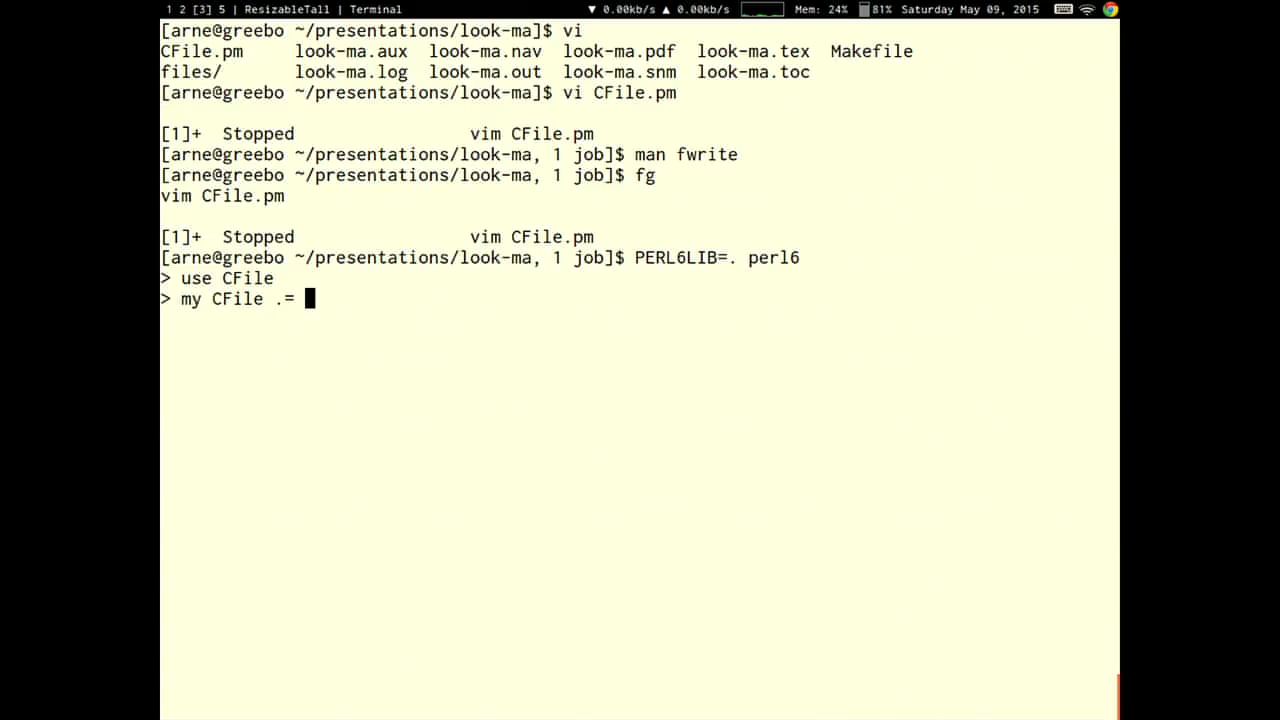 1 2 [3] 5 | ResizableTall | Terminal ▼ 0.00kb/s ▲ 0.00kb/s Mem: 24% 81% Saturday May 09, 2015
[arne@greebo ~/presentations/look-ma]$ vi
CFile.pm look-ma.aux look-ma.nav look-ma.pdf look-ma.tex Makefile
files/ look-ma.log look-ma.out look-ma.snm look-ma.toc
[arne@greebo ~/presentations/look-ma]$ vi CFile.pm
[1]+ Stopped vim CFile.pm
[arne@greebo ~/presentations/look-ma, 1 job]$ man fwrite
[arne@greebo ~/presentations/look-ma, 1 job]$ fg
vim CFile.pm
[1]+ Stopped vim CFile.pm
[arne@greebo ~/presentations/look-ma, 1 job]$ PERL6LIB=. perl6
> use CFile
> my CFile .=